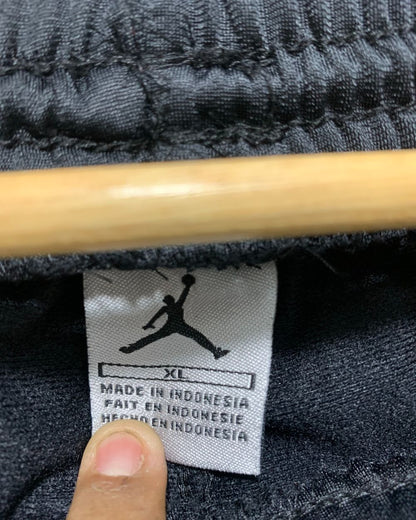 XL
MADE IN INDONESIA
FAIT EN INDONESIE
HECHO EN INDONESIA